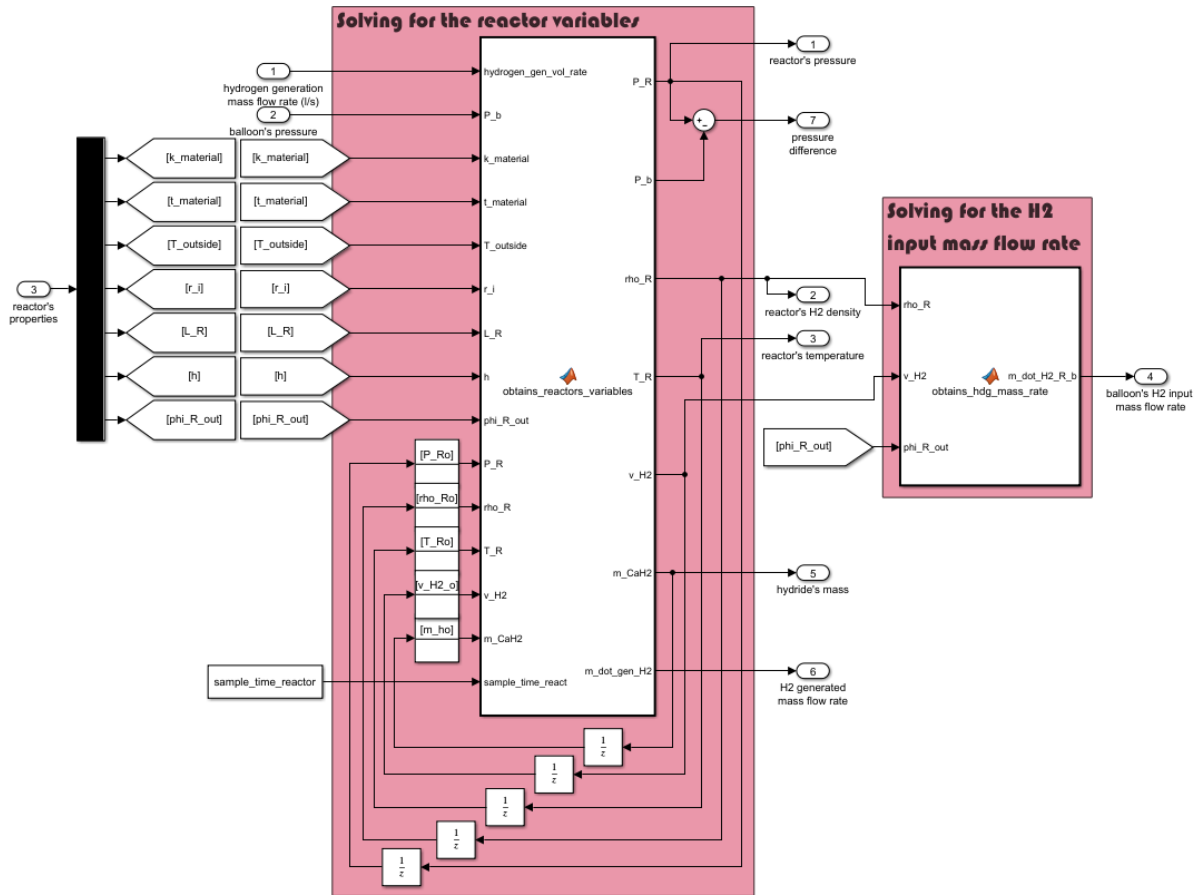 Solving for the reactor variables
1
hydrogen generation
mass flow rate (l/s)
2
balloon's pressure
3
reactor's
properties
[k_material]
[k_material]
[t_material]
[t_material]
[T_outside]
[T_outside]
[r_i]
[r_i]
[L_R]
[L_R]
[h]
[h]
[phi_R_out]
[phi_R_out]
[P_Ro]
[rho_Ro]
[T_Ro]
[v_H2_o]
[m_ho]
sample_time_reactor
hydrogen_gen_vol_rate
P_b
k_material
t_material
T_outside
r_i
L_R
h
phi_R_out
P_R
rho_R
T_R
v_H2
m_CaH2
sample_time_react
obtains_reactors_variables
P_R
P_b
rho_R
T_R
v_H2
m_CaH2
m_dot_gen_H2
1
z
1
z
1
z
1
z
1
z
+
−
1
reactor's pressure
7
pressure
difference
2
reactor's H2 density
3
reactor's temperature
5
hydride's mass
6
H2 generated
mass flow rate
Solving for the H2
input mass flow rate
[phi_R_out]
rho_R
v_H2
phi_R_out
m_dot_H2_R_b
obtains_hdg_mass_rate
4
balloon's H2 input
mass flow rate